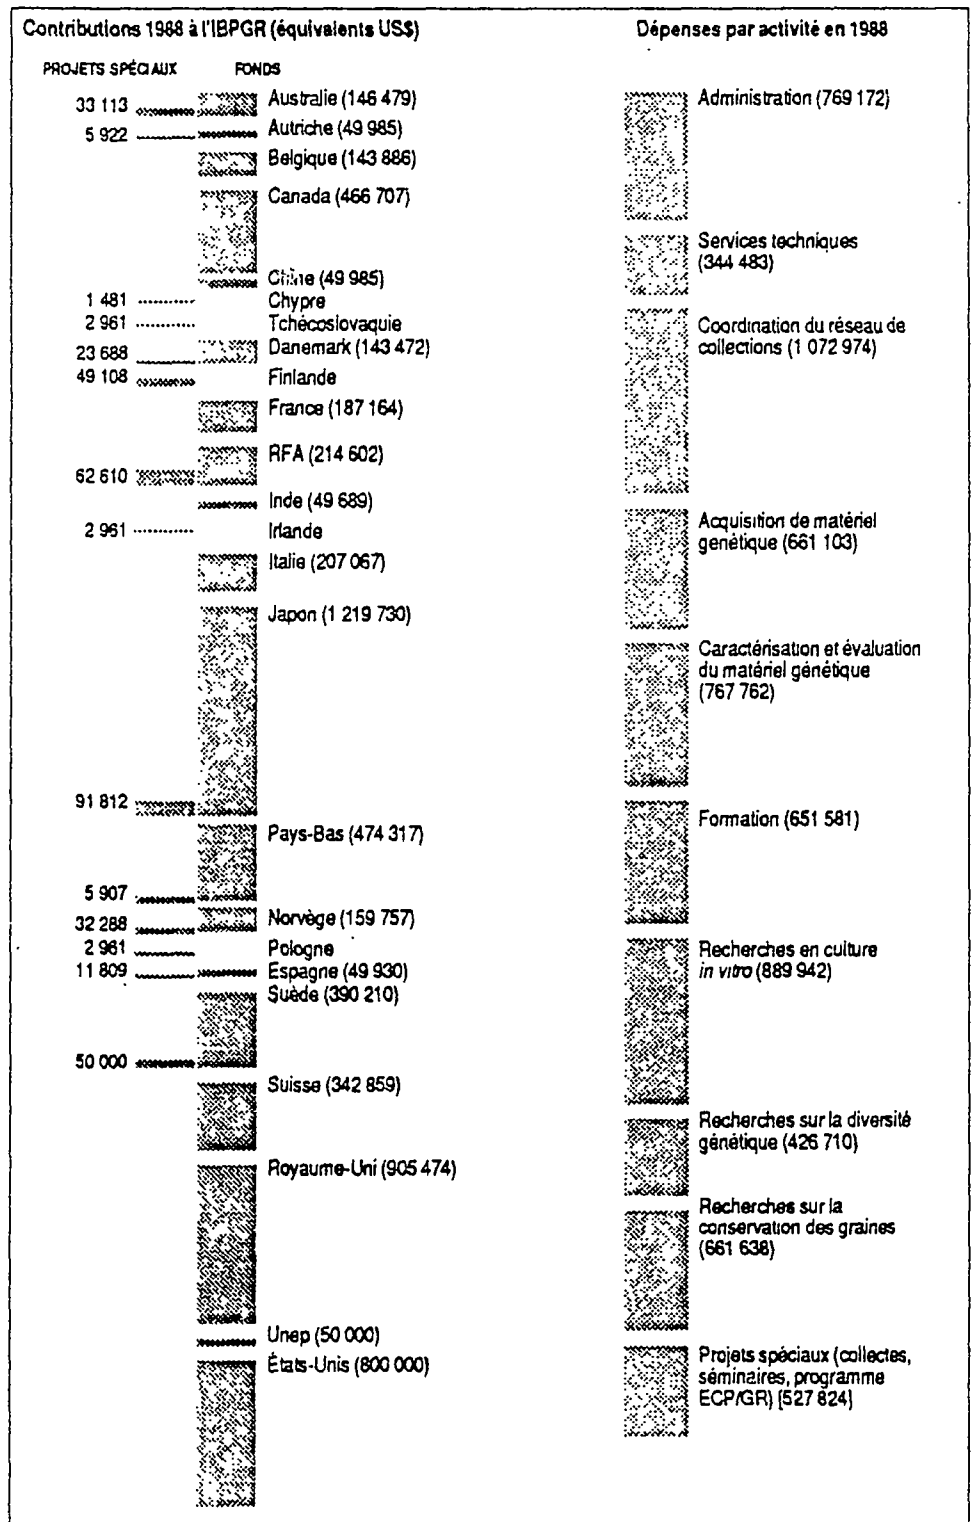 Contributions 1988 à l'IBPGR (équivalents US$)
PROJETS SPÉCIAUX FONDS
33 113 Australie (146 479)
5 922 Autriche (49 985)
Belgique (143 886)
Canada (466 707)
Chine (49 985)
1 481 Chypre
2 961 Tchécoslovaquie
23 688 Danemark (143 472)
49 108 Finlande
France (187 164)
RFA (214 602)
62 610
Inde (49 689)
2 961 Irlande
Italie (207 067)
Japon (1 219 730)
91 812
Pays-Bas (474 317)
5 907
32 288 Norvège (159 757)
2 961 Pologne
11 809 Espagne (49 930)
Suède (390 210)
50 000
Suisse (342 859)
Royaume-Uni (905 474)
Unep (50 000)
États-Unis (800 000)
Dépenses par activité en 1988
Administration (769 172)
Services techniques
(344 483)
Coordination du réseau de
collections (1 072 974)
Acquisition de matériel
genétique (661 103)
Caractérisation et évaluation
du matériel génétique
(767 762)
Formation (651 581)
Recherches en culture
in vitro (889 942)
Recherches sur la diversité
génétique (426 710)
Recherches sur la
conservation des graines
(661 638)
Projets spéciaux (collectes,
séminaires, programme
ECP/GR) [527 824]